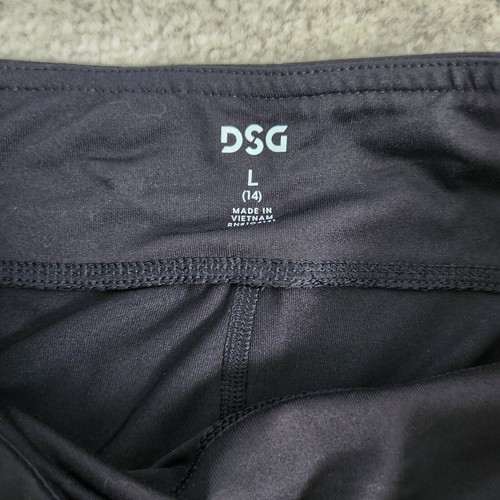 DSG
L
(14)
MADE IN
VIETNAM